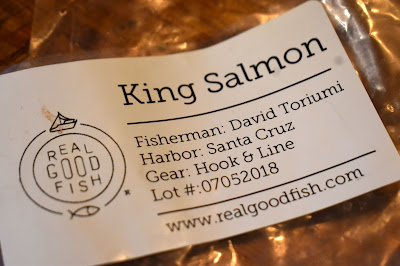 King Salmon
Fisherman: David Toriumi
Harbor: Santa Cruz
Gear: Hook & Line
Lot #:07052018
www.realgoodfish.com
REAL
GOOD
FISH